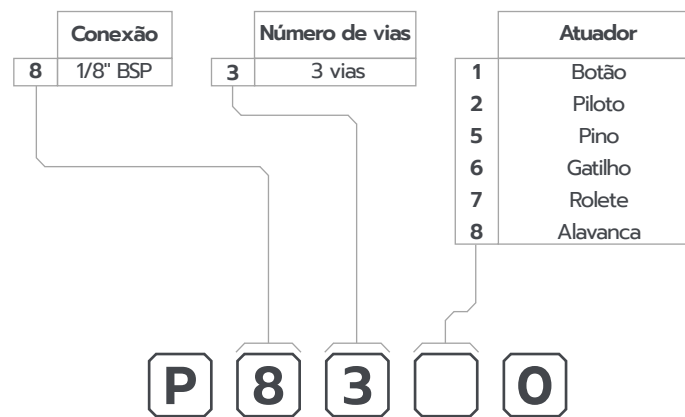 Conexão
8 1/8" BSP
Número de vias
3 3 vias
Atuador
1 Botão
2 Piloto
5 Pino
6 Gatilho
7 Rolete
8 Alavanca
P 8 3 0